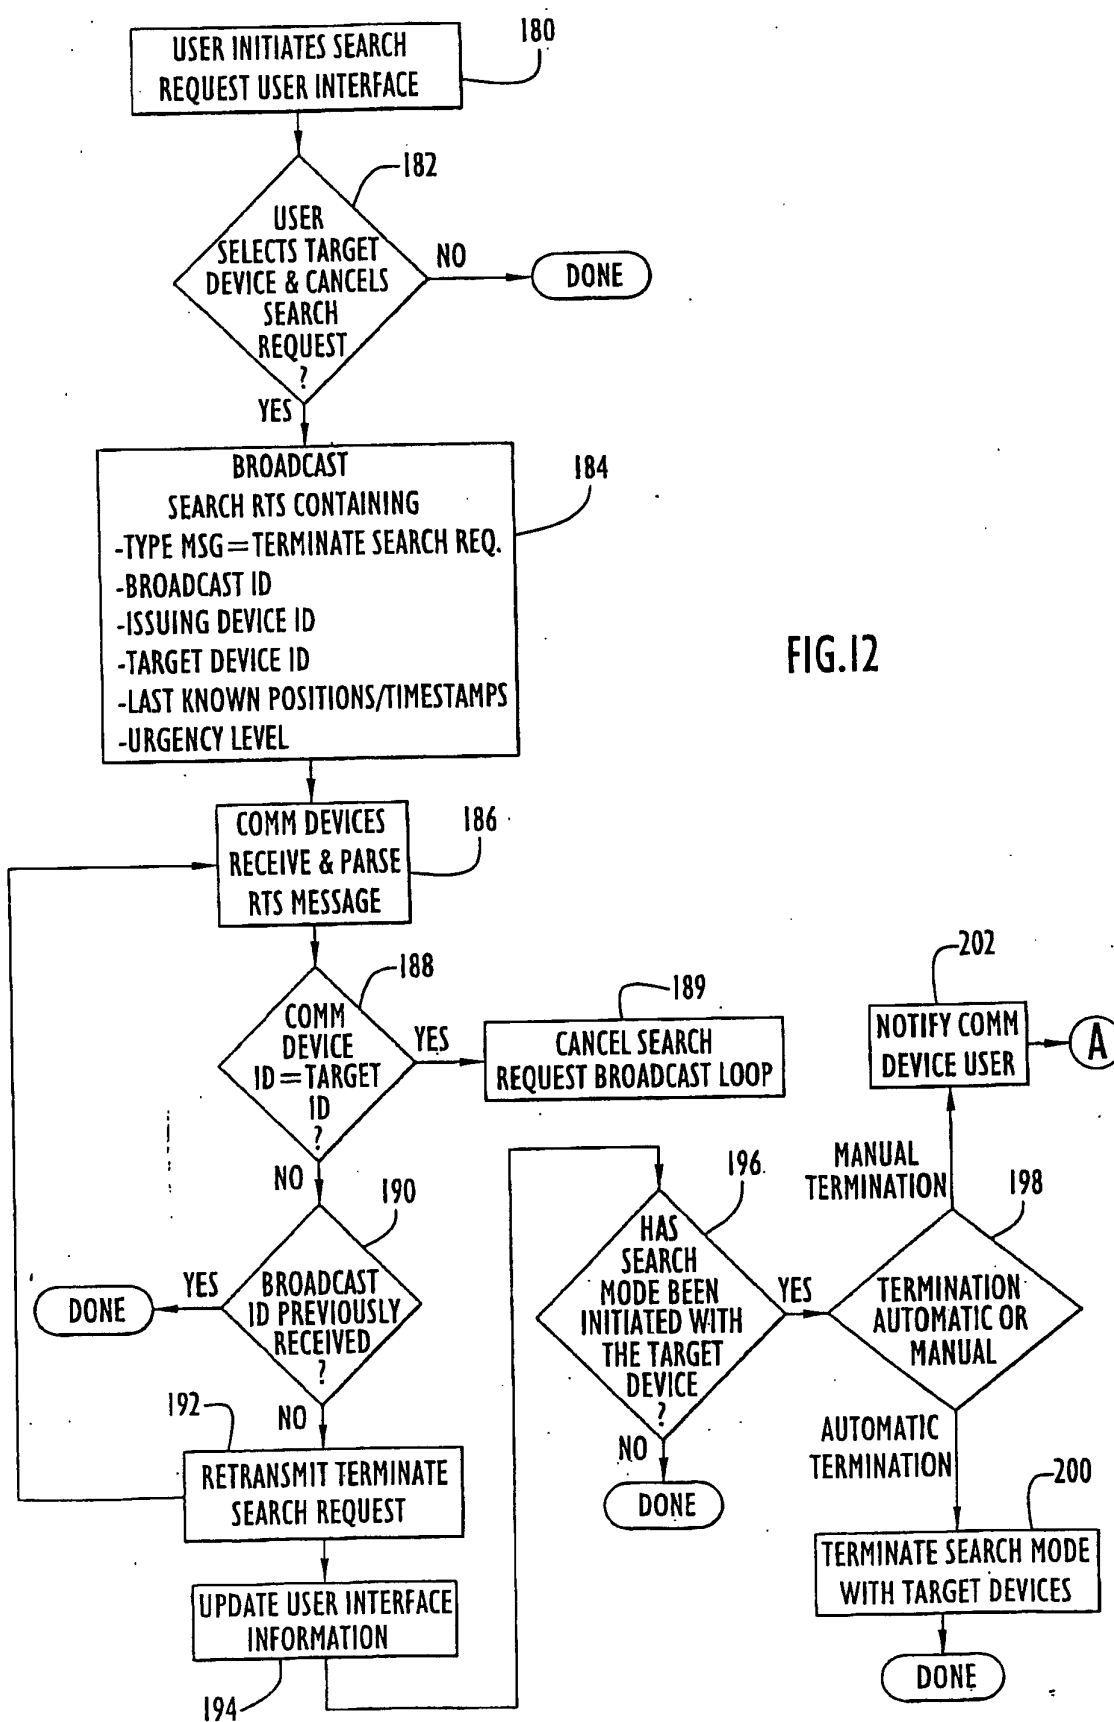 USER INITIATES SEARCH
REQUEST USER INTERFACE
180
182
USER
SELECTS TARGET
DEVICE & CANCELS
SEARCH
REQUEST
?
NO
DONE
YES
BROADCAST
SEARCH RTS CONTAINING
-TYPE MSG=TERMINATE SEARCH REQ.
-BROADCAST ID
-ISSUING DEVICE ID
-TARGET DEVICE ID
-LAST KNOWN POSITIONS/TIMESTAMPS
-URGENCY LEVEL
184
FIG.12
COMM DEVICES
RECEIVE & PARSE
RTS MESSAGE
186
188
COMM
DEVICE
ID=TARGET
ID
?
YES
189
CANCEL SEARCH
REQUEST BROADCAST LOOP
NO
190
BROADCAST
ID PREVIOUSLY
RECEIVED
?
YES
DONE
NO
192
RETRANSMIT TERMINATE
SEARCH REQUEST
UPDATE USER INTERFACE
INFORMATION
194
196
HAS
SEARCH
MODE BEEN
INITIATED WITH
THE TARGET
DEVICE
?
NO
DONE
YES
198
TERMINATION
AUTOMATIC OR
MANUAL
MANUAL
TERMINATION
202
NOTIFY COMM
DEVICE USER
A
AUTOMATIC
TERMINATION
200
TERMINATE SEARCH MODE
WITH TARGET DEVICES
DONE